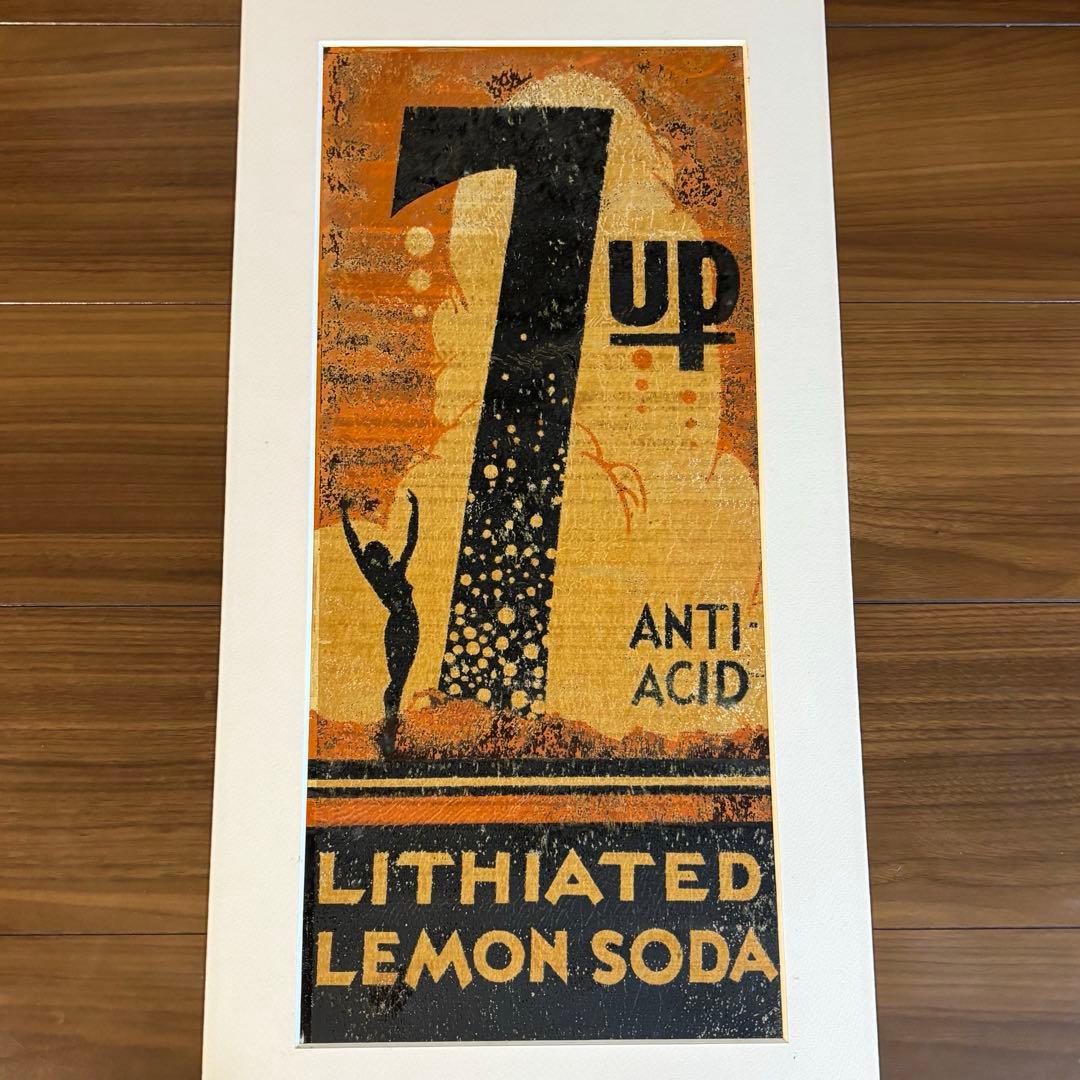 7 up
ANTI-
ACID
LITHIATED
LEMON SODA